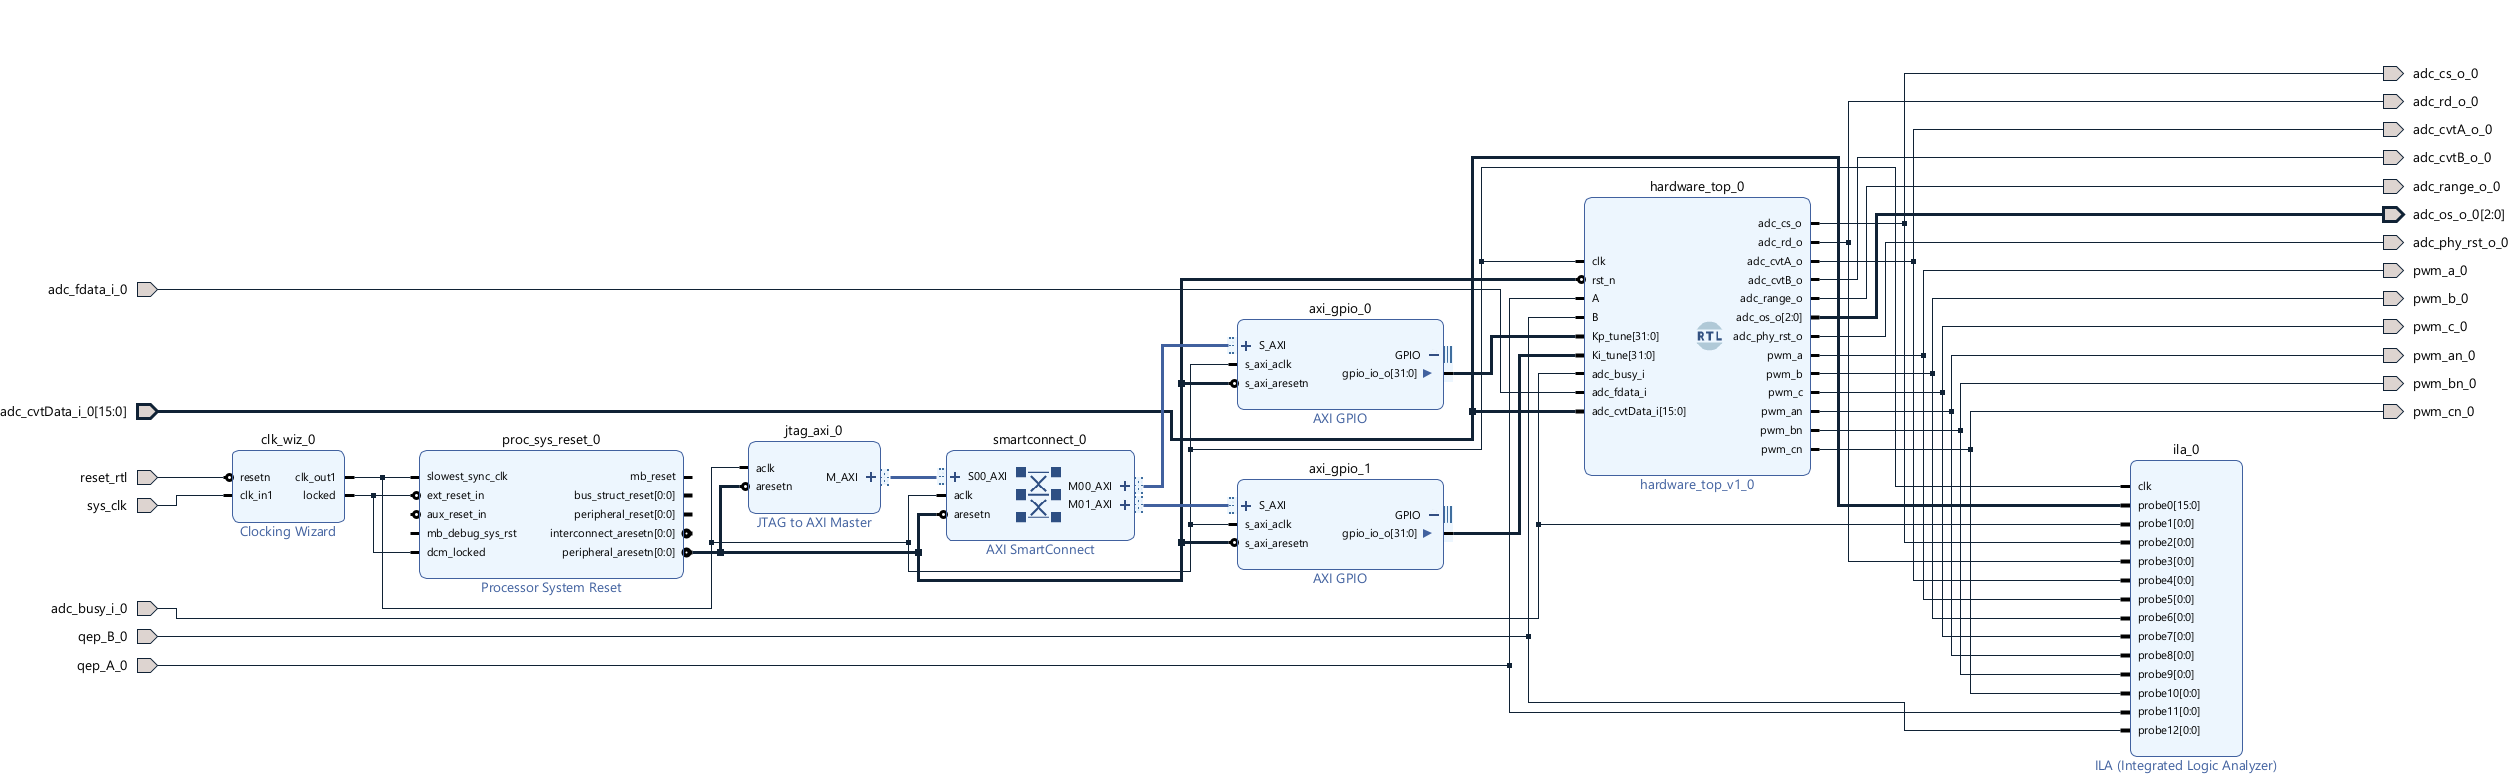 adc_fdata_i_0
adc_cvtData_i_0[15:0]
reset_rtl
sys_clk
adc_busy_i_0
qep_B_0
qep_A_0
clk_wiz_0
resetn
clk_in1
clk_out1
locked
Clocking Wizard
proc_sys_reset_0
slowest_sync_clk
ext_reset_in
aux_reset_in
mb_debug_sys_rst
dcm_locked
mb_reset
bus_struct_reset[0:0]
peripheral_reset[0:0]
interconnect_aresetn[0:0]
peripheral_aresetn[0:0]
Processor System Reset
jtag_axi_0
aclk
aresetn
M_AXI
JTAG to AXI Master
smartconnect_0
S00_AXI
aclk
aresetn
M00_AXI
M01_AXI
AXI SmartConnect
axi_gpio_0
S_AXI
s_axi_aclk
s_axi_aresetn
GPIO
gpio_io_o[31:0]
AXI GPIO
axi_gpio_1
S_AXI
s_axi_aclk
s_axi_aresetn
GPIO
gpio_io_o[31:0]
AXI GPIO
hardware_top_0
clk
rst_n
A
B
Kp_tune[31:0]
Ki_tune[31:0]
adc_busy_i
adc_fdata_i
adc_cvtData_i[15:0]
RTL
adc_cs_o
adc_rd_o
adc_cvtA_o
adc_cvtB_o
adc_range_o
adc_os_o[2:0]
adc_phy_rst_o
pwm_a
pwm_b
pwm_c
pwm_an
pwm_bn
pwm_cn
hardware_top_v1_0
ila_0
clk
probe0[15:0]
probe1[0:0]
probe2[0:0]
probe3[0:0]
probe4[0:0]
probe5[0:0]
probe6[0:0]
probe7[0:0]
probe8[0:0]
probe9[0:0]
probe10[0:0]
probe11[0:0]
probe12[0:0]
ILA (Integrated Logic Analyzer)
adc_cs_o_0
adc_rd_o_0
adc_cvtA_o_0
adc_cvtB_o_0
adc_range_o_0
adc_os_o_0[2:0]
adc_phy_rst_o_0
pwm_a_0
pwm_b_0
pwm_c_0
pwm_an_0
pwm_bn_0
pwm_cn_0